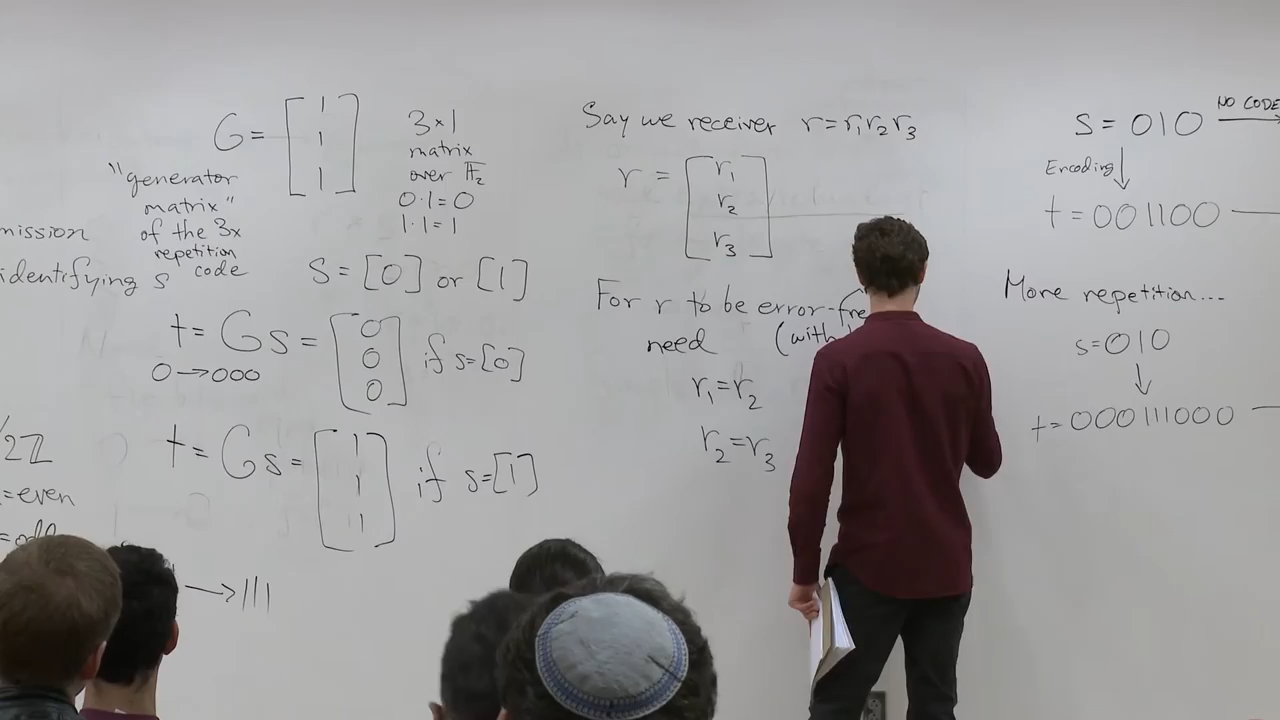 mission
identifying s
/2Z
=even
G = [1 1 1]
"generator
matrix"
of the 3x
repetition
code
3×1
matrix
over F₂
0·1=0
1·1=1
S = [0] or [1]
t = Gs = [0 0 0] if s=[0]
0→000
t = Gs = [1 1 1] if s=[1]
→111
Say we receiver r=r₁r₂r₃
r = [r₁ r₂ r₃]
For r to be error-fre
need (with
r₁=r₂
r₂=r₃
S = 010 NO CODE
Encoding
t = 001100
More repetition...
s=010
t=000111000